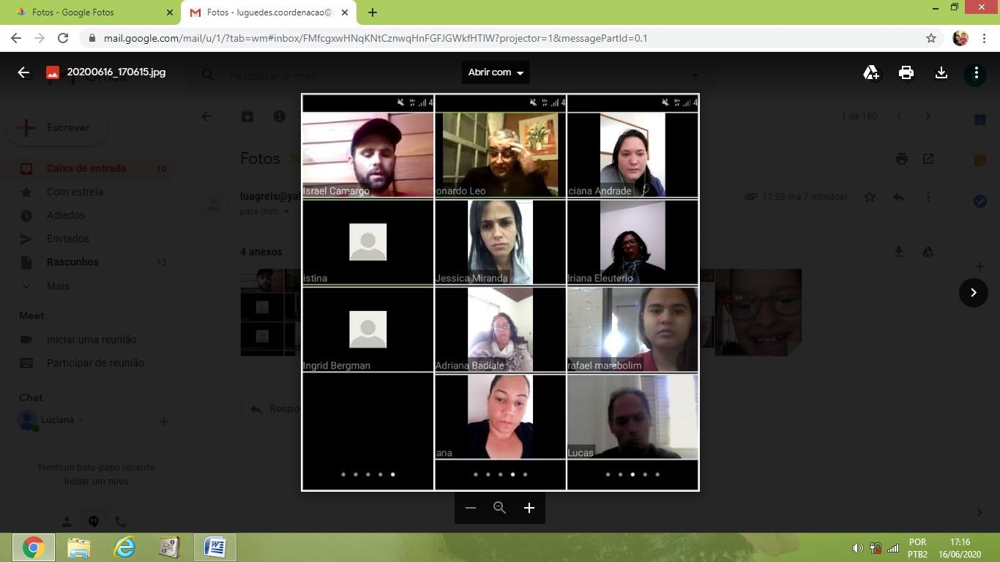 Fotos - Google Fotos
Fotos - luguedes.coordenacao@
mail.google.com/mail/u/1/?tab=wm#inbox/FMfcgxwHNqKNtCznwqHnFGFJGWkfHTlW?projector=1&messagePartId=0.1
20200616_170615.jpg
Pesquisar e-mail
Abrir com
Escrever
1 de 180
Caixa de entrada 10
Com estrela
Adiados
Enviados
Rascunhos 13
Mais
Meet
Iniciar uma reunião
Participar de reunião
Chat
Luciana
Nenhum bate-papo recente
Iniciar um novo
Fotos
luagreis@ya
17:08 (há 7 minutos)
para mim
4 anexos
Respo
4
4
4
Israel Camargo
onardo Leo
ciana Andrade
istina
Jessica Miranda
driana Eleuterio
Ingrid Bergman
Adriana Badiale
rafael marabolim
ana
Lucas
POR
PTB2
17:16
16/06/2020